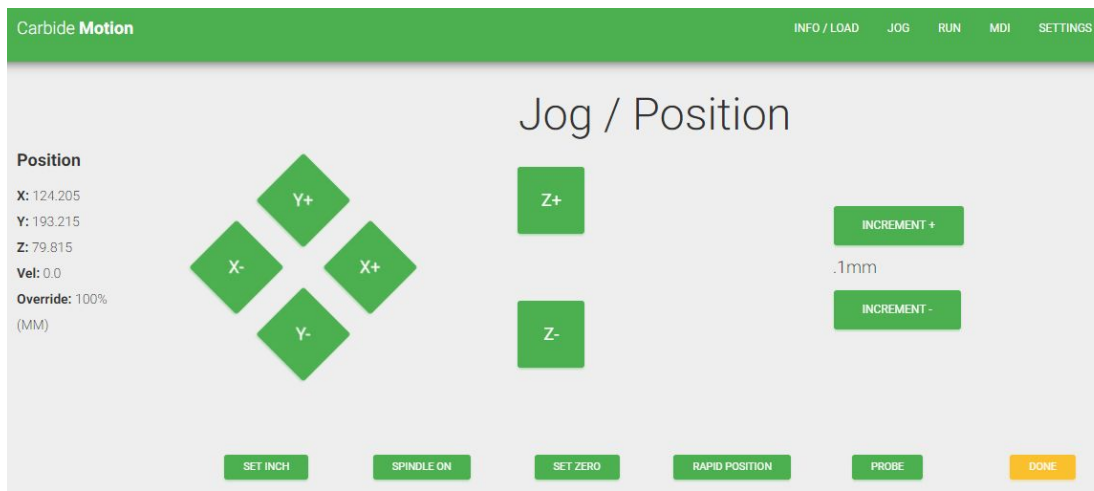 Carbide Motion
INFO / LOAD JOG RUN MDI SETTINGS
Jog / Position
Position
X: 124.205
Y: 193.215
Z: 79.815
Vel: 0.0
Override: 100%
(MM)
Y+
X-
X+
Y-
Z+
Z-
INCREMENT +
.1mm
INCREMENT -
SET INCH
SPINDLE ON
SET ZERO
RAPID POSITION
PROBE
DONE